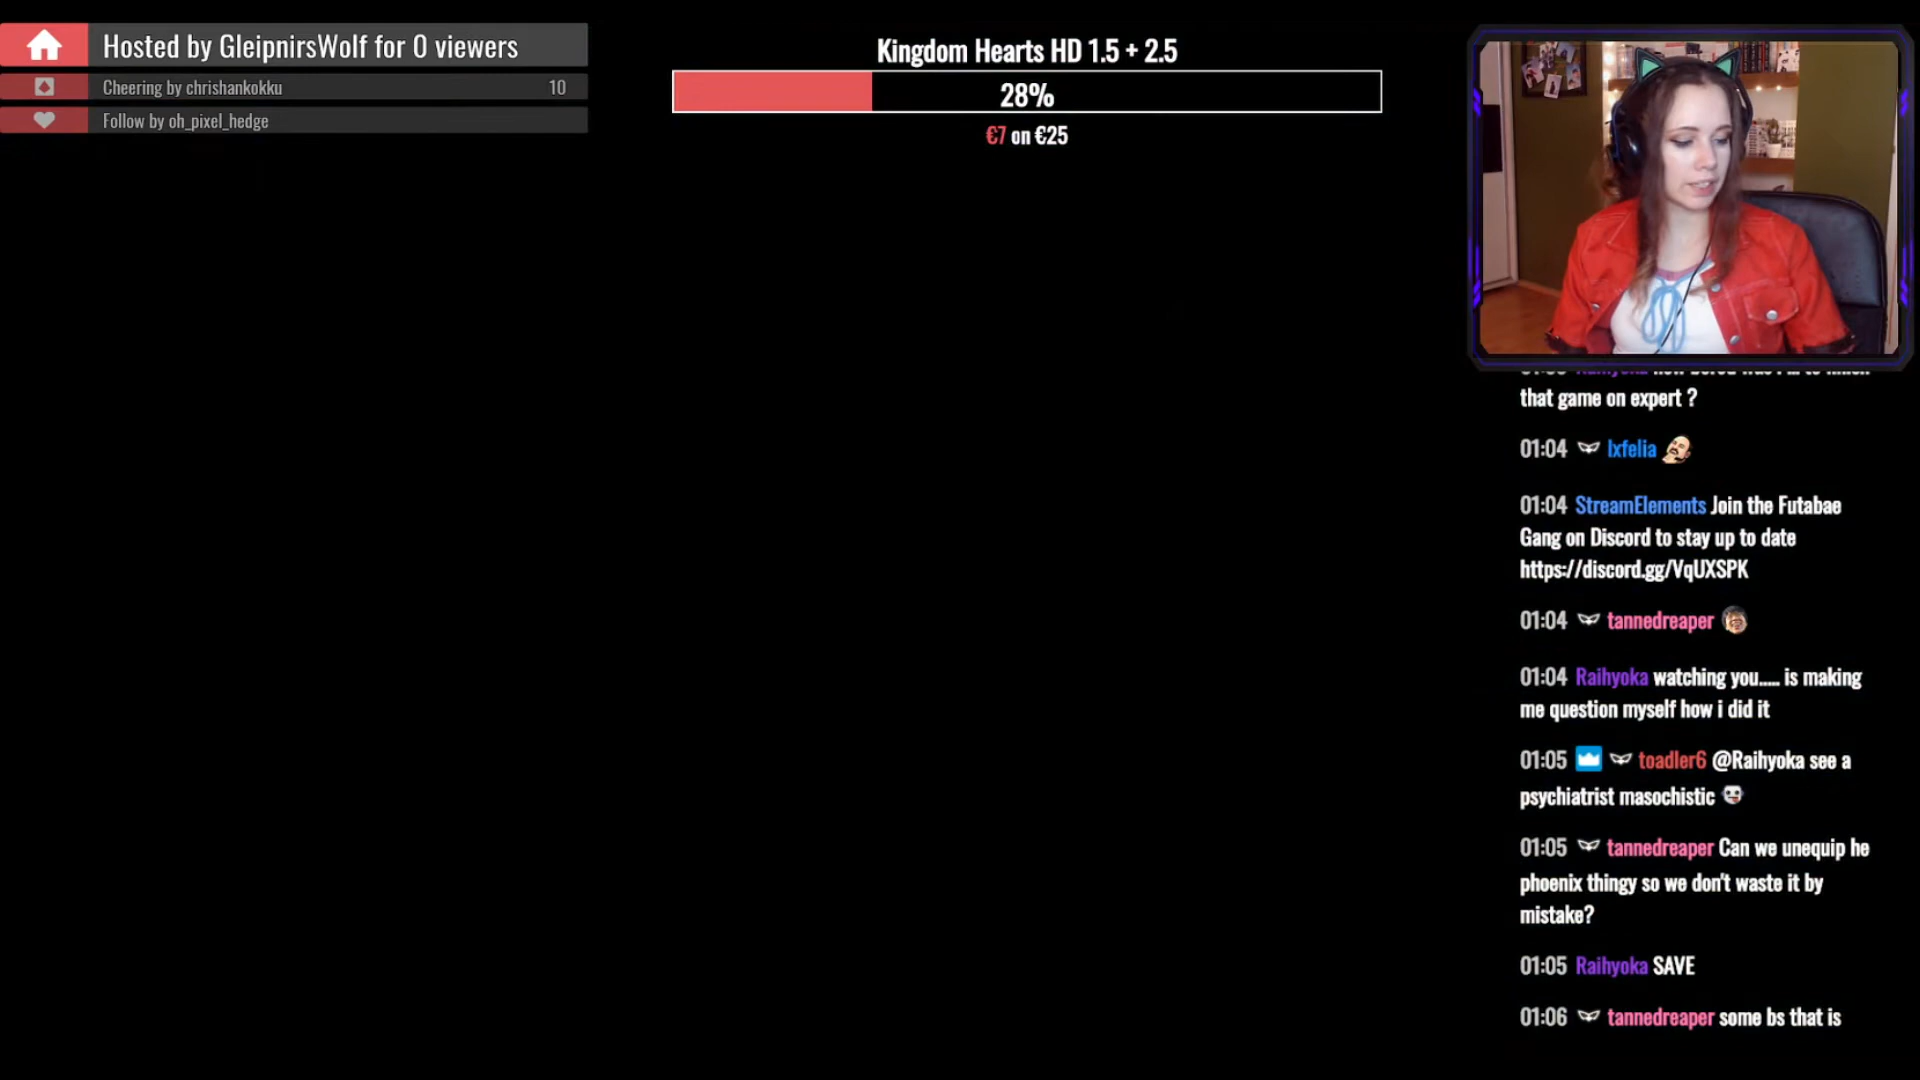 Hosted by GleipnirsWolf for 0 viewers
Cheering by chrishankokku 10
Follow by oh_pixel_hedge
Kingdom Hearts HD 1.5 + 2.5
28%
€7 on €25
that game on expert ?
01:04 lxfelia
01:04 StreamElements Join the Futabae
Gang on Discord to stay up to date
https://discord.gg/VqUXSPK
01:04 tannedreaper
01:04 Raihyoka watching you..... is making
me question myself how i did it
01:05 toadler6 @Raihyoka see a
psychiatrist masochistic
01:05 tannedreaper Can we unequip he
phoenix thingy so we don't waste it by
mistake?
01:05 Raihyoka SAVE
01:06 tannedreaper some bs that is